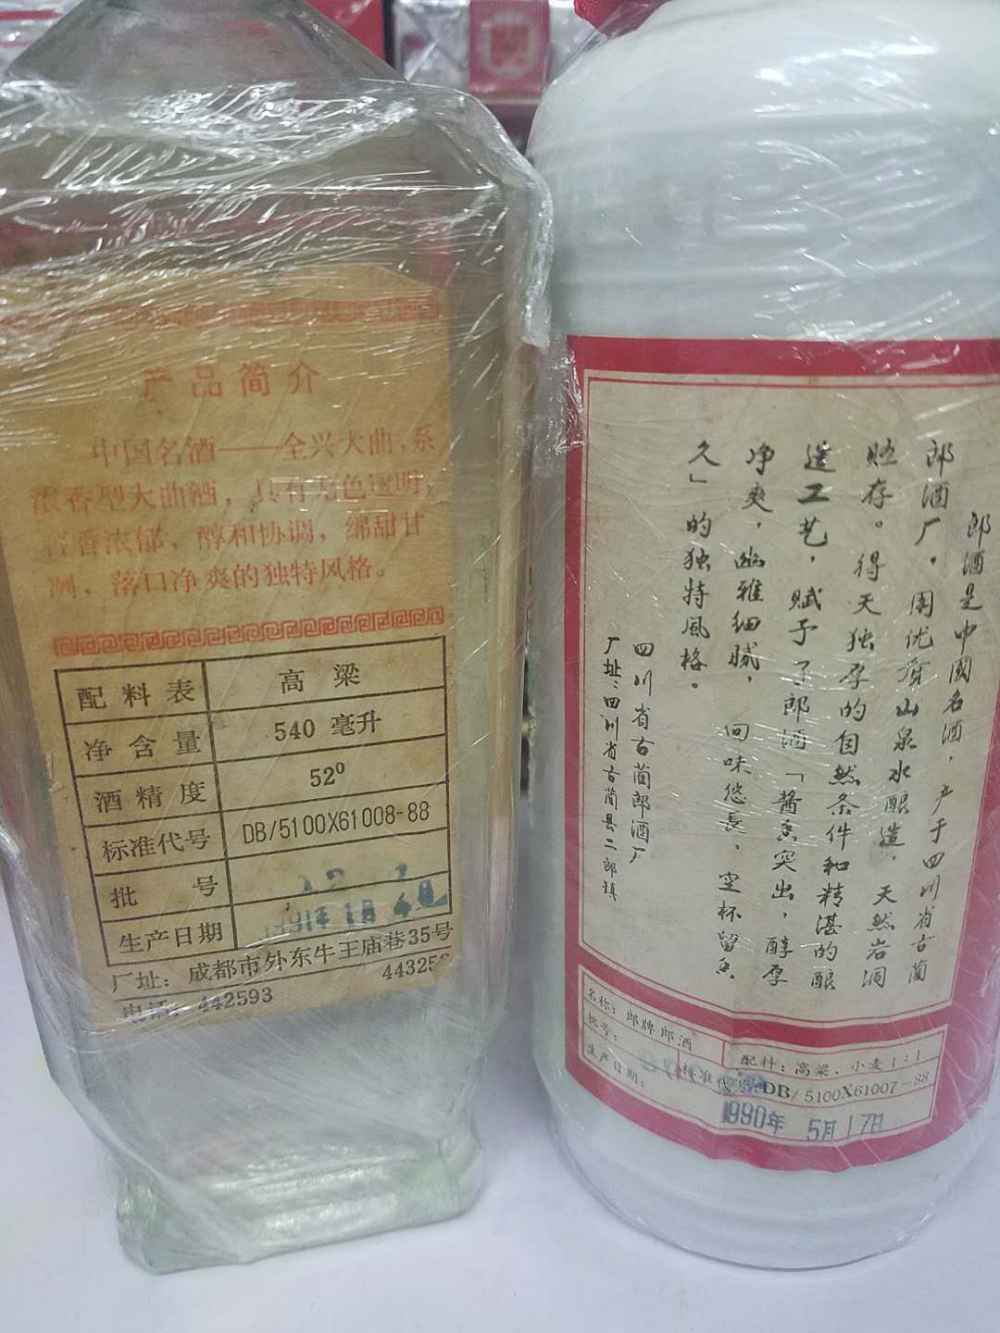 产品简介
中国名酒——全兴大曲,系
浓香型大曲酒，具有无色透明，
窖香浓郁、醇和协调，绵甜甘
冽、落口净爽的独特风格。
配料表 高粱
净含量 540 毫升
酒精度 52⁰
标准代号 DB/5100X61008-88
批号
生产日期
厂址：成都市外东牛王庙巷35号
电话：442593
郎酒是中国名酒，产于四川省古蔺
郎酒厂。用优质山泉水酿造，天然岩洞
贮存。得天独厚的自然条件和精湛的酿
造工艺，赋予了郎酒「酱香突出，醇厚
净爽，幽雅细腻，回味悠长，空杯留香
久」的独特风格。
四川省古蔺郎酒厂
厂址：四川省古蔺县二郎镇
名称：郎牌郎酒
配料：高粱、小麦1：1
批号：
标准代号:DB/5100X61007-88
生产日期：
1990年 5月17日